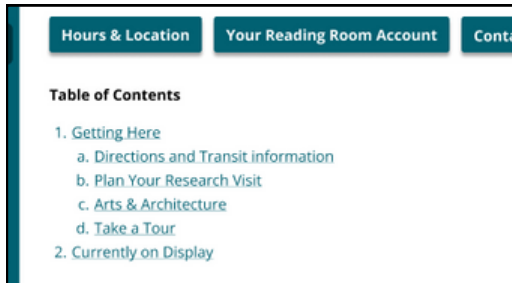 Hours & Location Your Reading Room Account
Table of Contents
1. Getting Here
a. Directions and Transit information
b. Plan Your Research Visit
c. Arts & Architecture
d. Take a Tour
2. Currently on Display